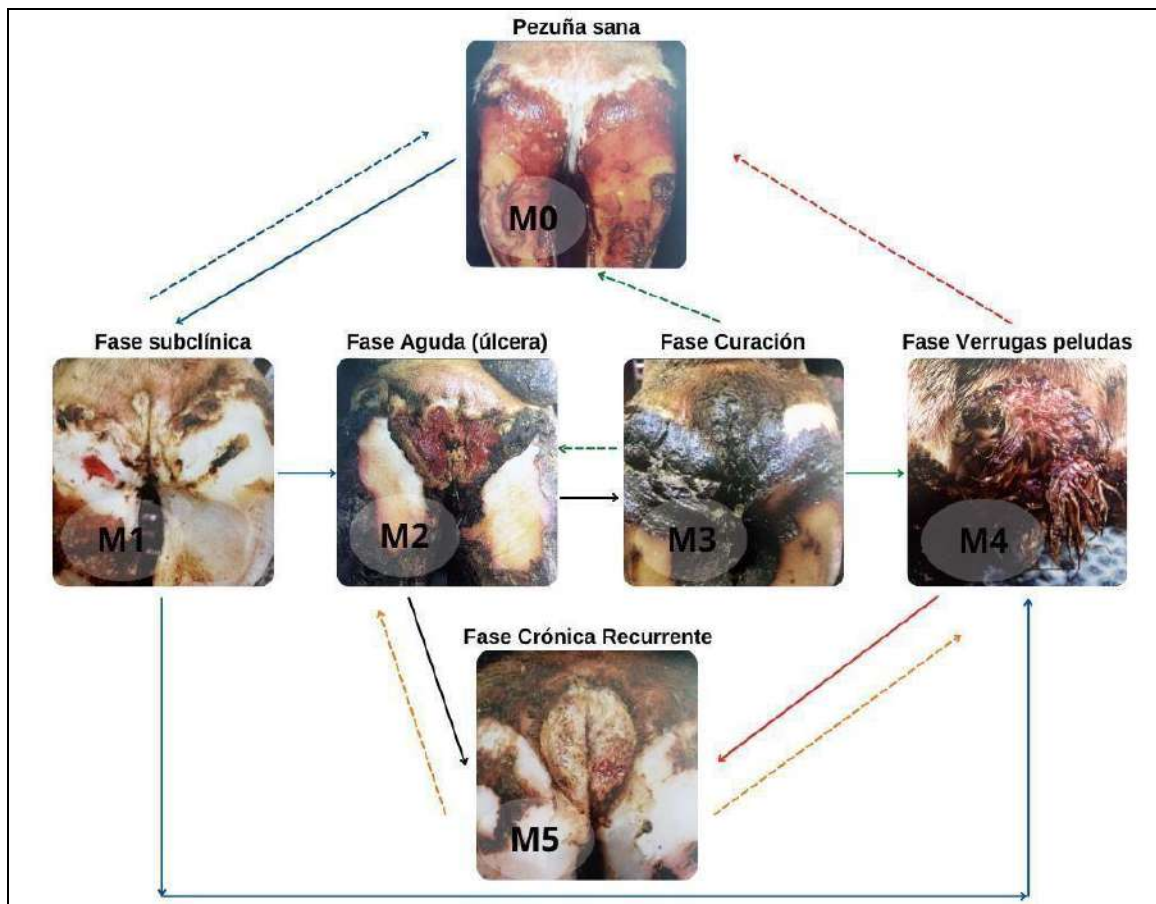 Pezuña sana
M0
Fase subclínica
Fase Aguda (úlcera)
Fase Curación
Fase Verrugas peludas
M1
M2
M3
M4
Fase Crónica Recurrente
M5